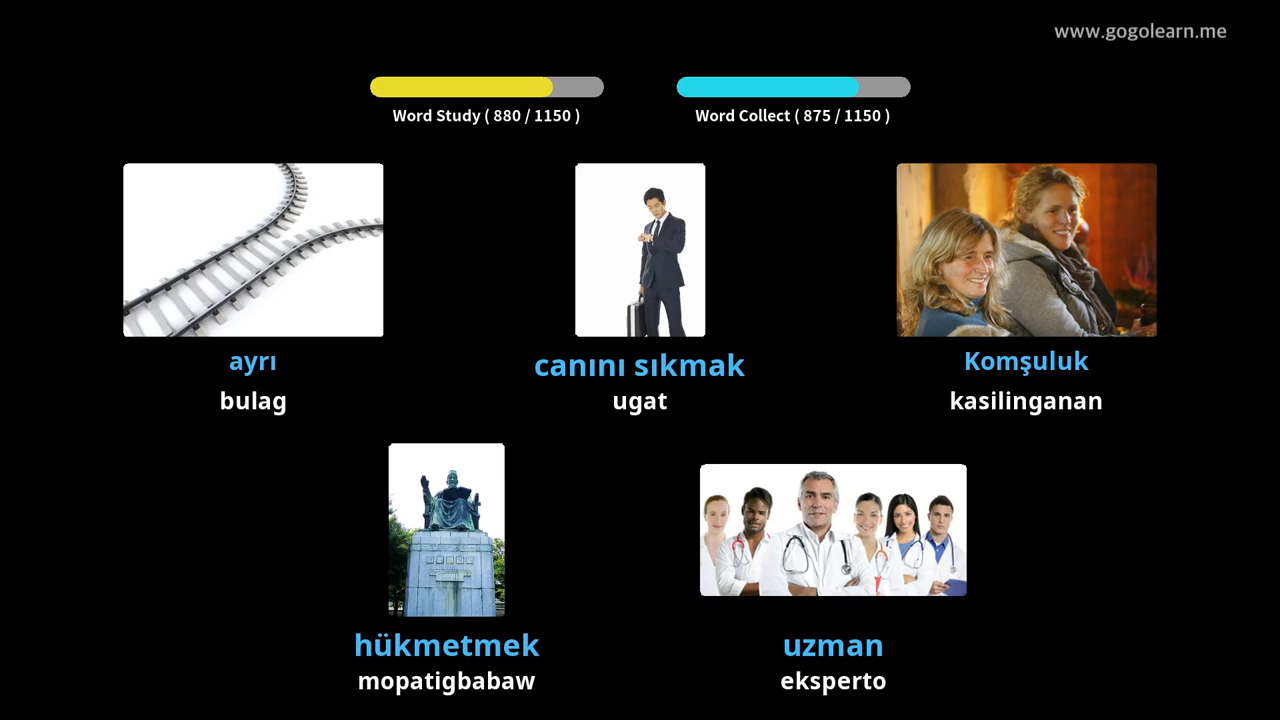 www.gogolearn.me
Word Study ( 880 / 1150 )
Word Collect ( 875 / 1150 )
ayrı
bulag
canını sıkmak
ugat
Komşuluk
kasilinganan
hükmetmek
mopatigbabaw
uzman
eksperto